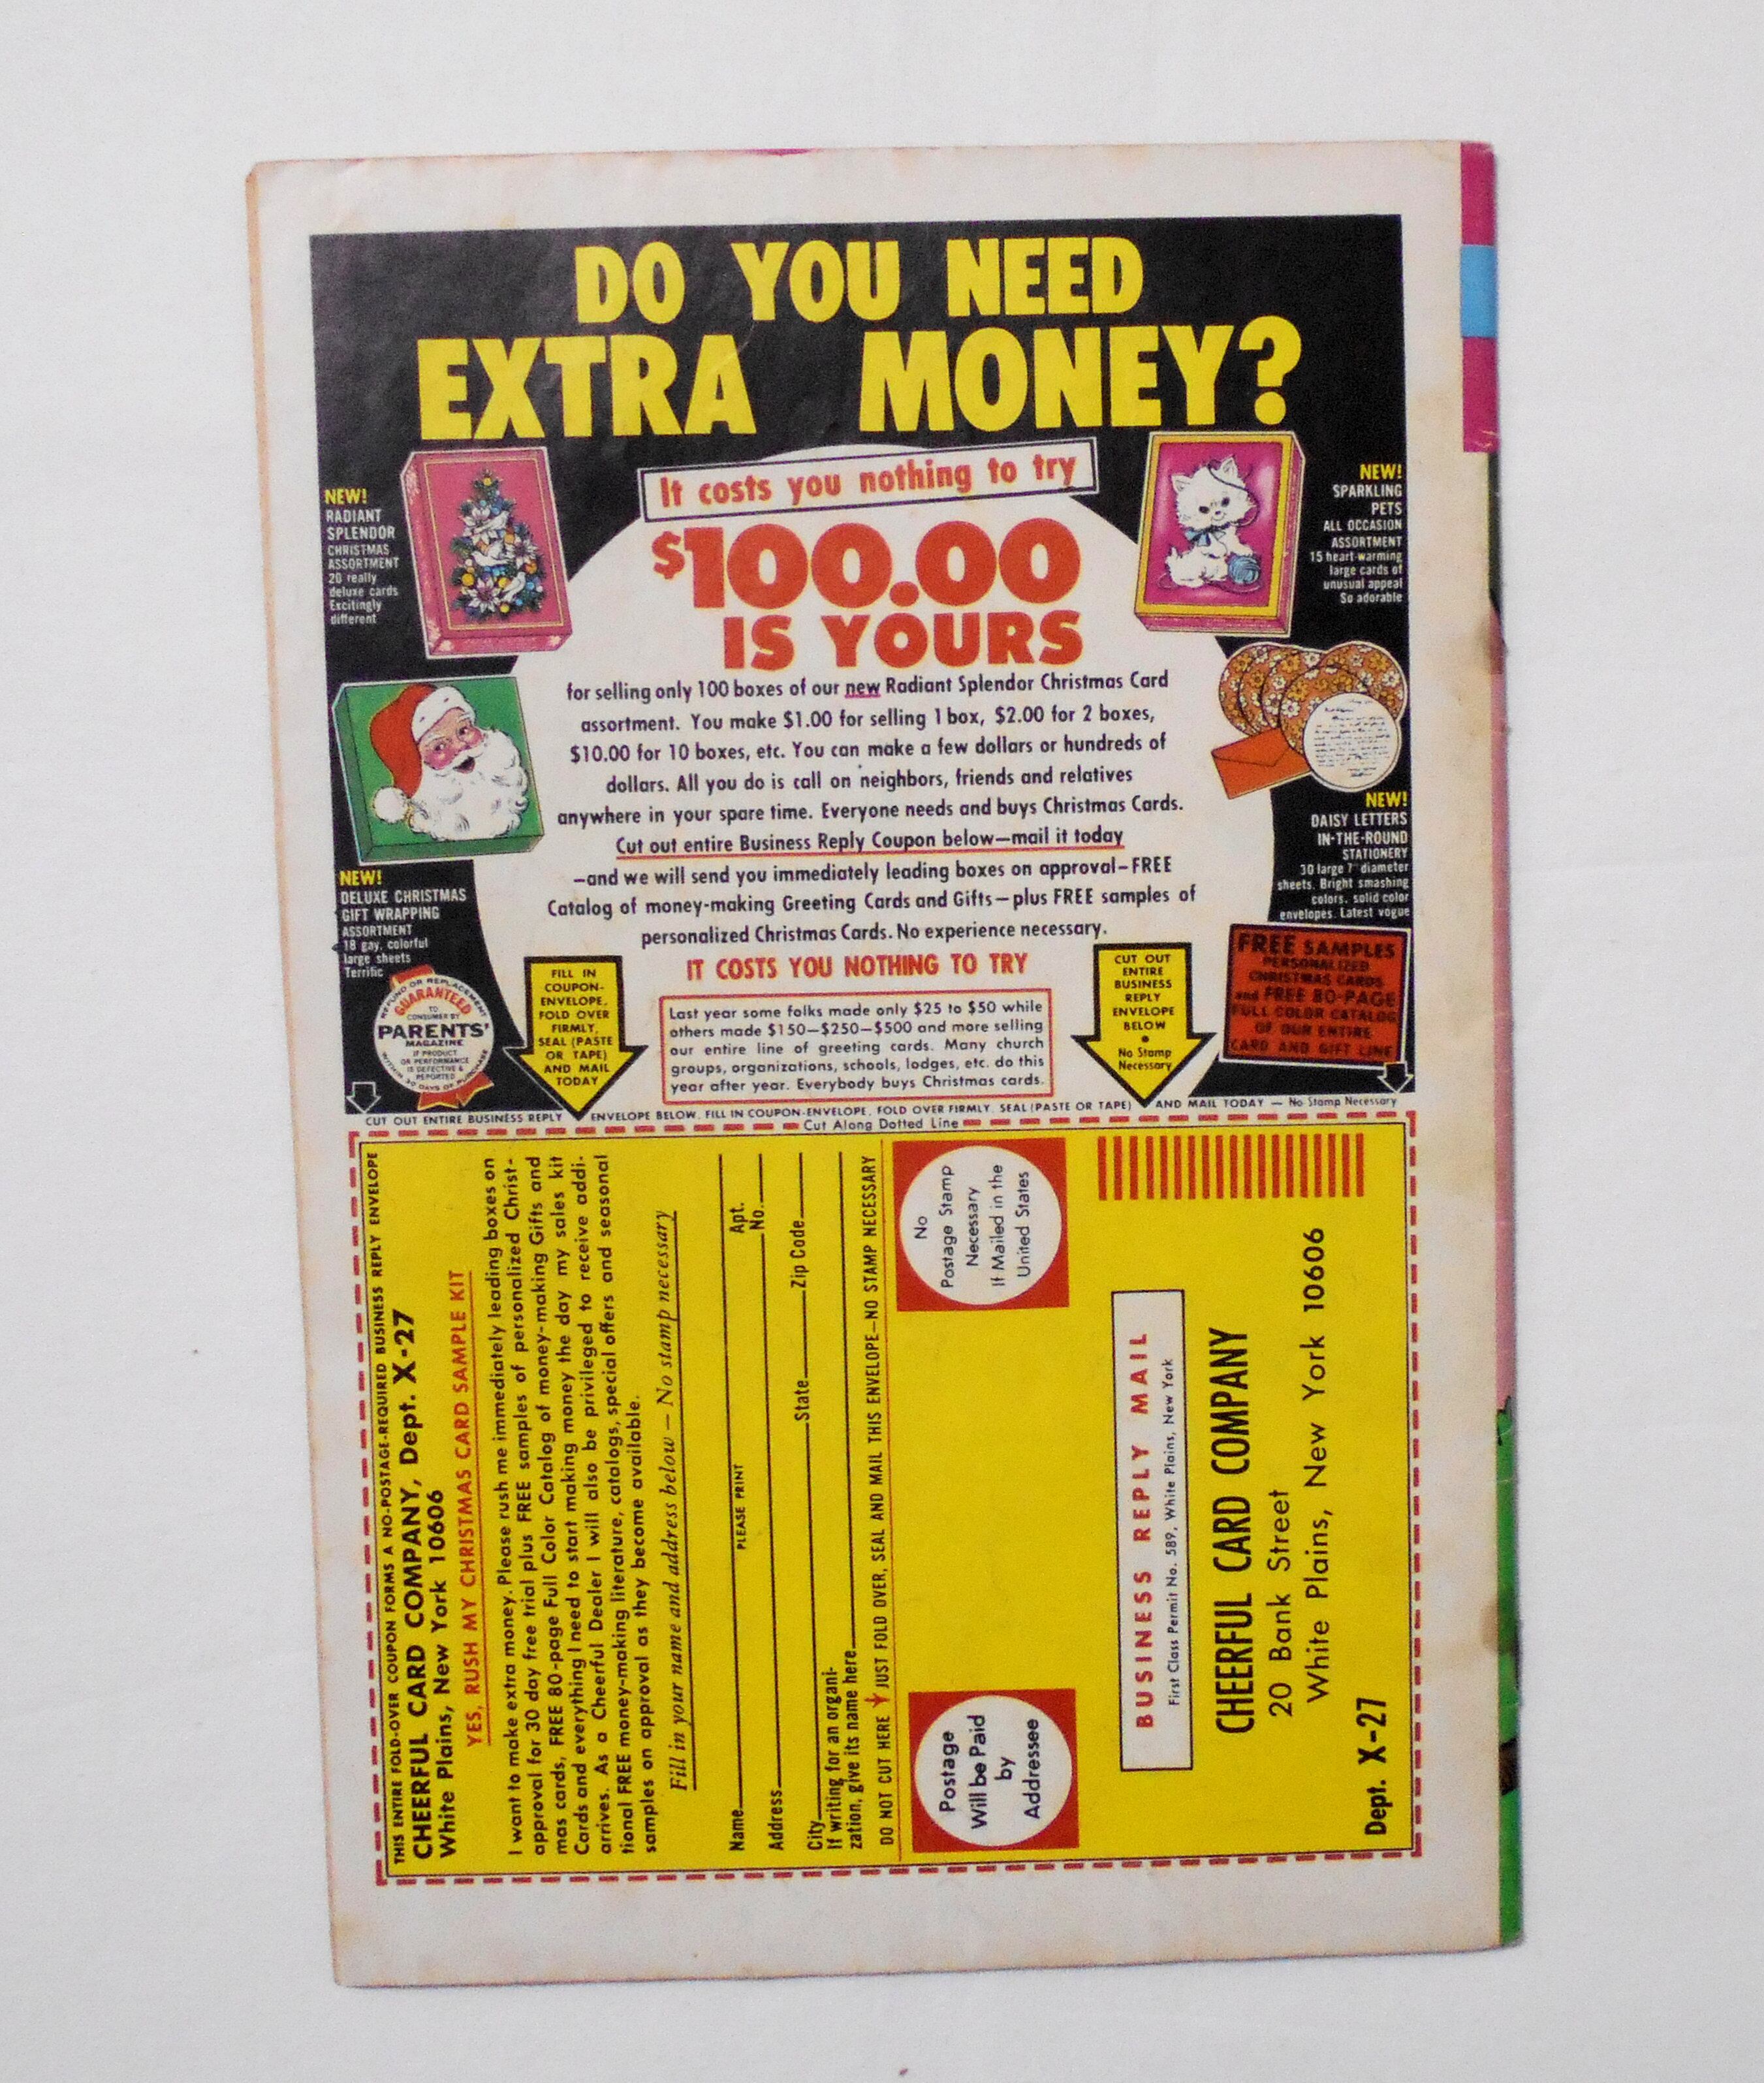 DO YOU NEED
EXTRA MONEY?
It costs you nothing to try
$100.00
IS YOURS
NEW!
RADIANT
SPLENDOR
CHRISTMAS
ASSORTMENT
20 really
deluxe cards
Excitingly
different
NEW!
SPARKLING
PETS
ALL OCCASION
ASSORTMENT
15 heart-warming
large cards of
unusual appeal
So adorable
for selling only 100 boxes of our new Radiant Splendor Christmas Card
assortment. You make $1.00 for selling 1 box, $2.00 for 2 boxes,
$10.00 for 10 boxes, etc. You can make a few dollars or hundreds of
dollars. All you do is call on neighbors, friends and relatives
anywhere in your spare time. Everyone needs and buys Christmas Cards.
Cut out entire Business Reply Coupon below—mail it today
—and we will send you immediately leading boxes on approval—FREE
Catalog of money-making Greeting Cards and Gifts—plus FREE samples of
personalized Christmas Cards. No experience necessary.
IT COSTS YOU NOTHING TO TRY
NEW!
DELUXE CHRISTMAS
GIFT WRAPPING
ASSORTMENT
18 gay, colorful
large sheets
Terrific
NEW!
DAISY LETTERS
IN-THE-ROUND
STATIONERY
30 large 7" diameter
sheets. Bright smashing
colors, solid color
envelopes. Latest vogue
REFUND OR REPLACEMENT
GUARANTEED
TO
CONSUMER BY
PARENTS'
MAGAZINE
IF PRODUCT
OR PERFORMANCE
IS DEFECTIVE &
REPORTED
WITHIN 30 DAYS OF PURCHASE
FILL IN
COUPON-
ENVELOPE.
FOLD OVER
FIRMLY,
SEAL (PASTE
OR TAPE)
AND MAIL
TODAY
Last year some folks made only $25 to $50 while
others made $150—$250—$500 and more selling
our entire line of greeting cards. Many church
groups, organizations, schools, lodges, etc. do this
year after year. Everybody buys Christmas cards.
CUT OUT
ENTIRE
BUSINESS
REPLY
ENVELOPE
BELOW
•
No Stamp
Necessary
FREE SAMPLES
PERSONALIZED
CHRISTMAS CARDS
and FREE 80-PAGE
FULL COLOR CATALOG
OF OUR ENTIRE
CARD AND GIFT LINE
CUT OUT ENTIRE BUSINESS REPLY ENVELOPE BELOW. FILL IN COUPON-ENVELOPE. FOLD OVER FIRMLY. SEAL (PASTE OR TAPE) AND MAIL TODAY — No Stamp Necessary
Cut Along Dotted Line
THIS ENTIRE FOLD-OVER COUPON FORMS A NO-POSTAGE-REQUIRED BUSINESS REPLY ENVELOPE
CHEERFUL CARD COMPANY, Dept. X-27
White Plains, New York 10606
YES, RUSH MY CHRISTMAS CARD SAMPLE KIT
I want to make extra money. Please rush me immediately leading boxes on
approval for 30 day free trial plus FREE samples of personalized Christ-
mas cards, FREE 80-page Full Color Catalog of money-making Gifts and
Cards and everything I need to start making money the day my sales kit
arrives. As a Cheerful Dealer I will also be privileged to receive addi-
tional FREE money-making literature, catalogs, special offers and seasonal
samples on approval as they become available.
Fill in your name and address below — No stamp necessary
Name
PLEASE PRINT
Address
Apt.
No.
City State Zip Code
If writing for an organi-
zation, give its name here
DO NOT CUT HERE JUST FOLD OVER, SEAL AND MAIL THIS ENVELOPE—NO STAMP NECESSARY
Postage
Will be Paid
by
Addressee
No
Postage Stamp
Necessary
If Mailed in the
United States
BUSINESS REPLY MAIL
First Class Permit No. 589, White Plains, New York
CHEERFUL CARD COMPANY
20 Bank Street
White Plains, New York 10606
Dept. X-27